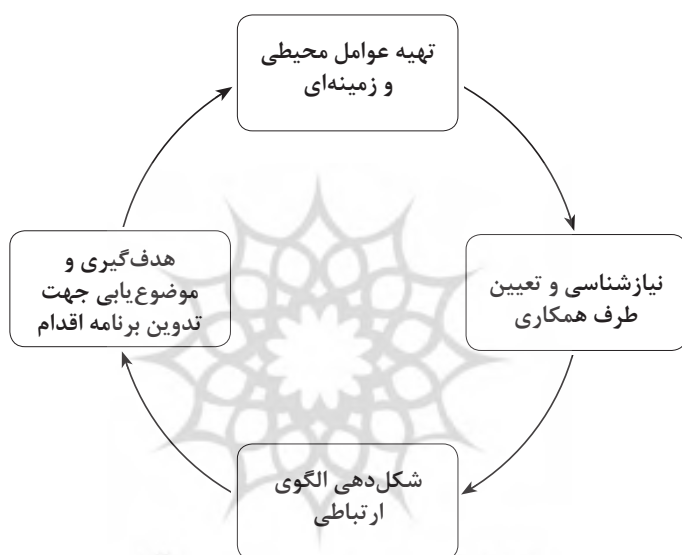 تهیه عوامل محیطی
و زمینه‌ای
نیازشناسی و تعیین
طرف همکاری
شکل‌دهی الگوی
ارتباطی
هدف‌گیری و
موضوع‌یابی جهت
تدوین برنامه اقدام